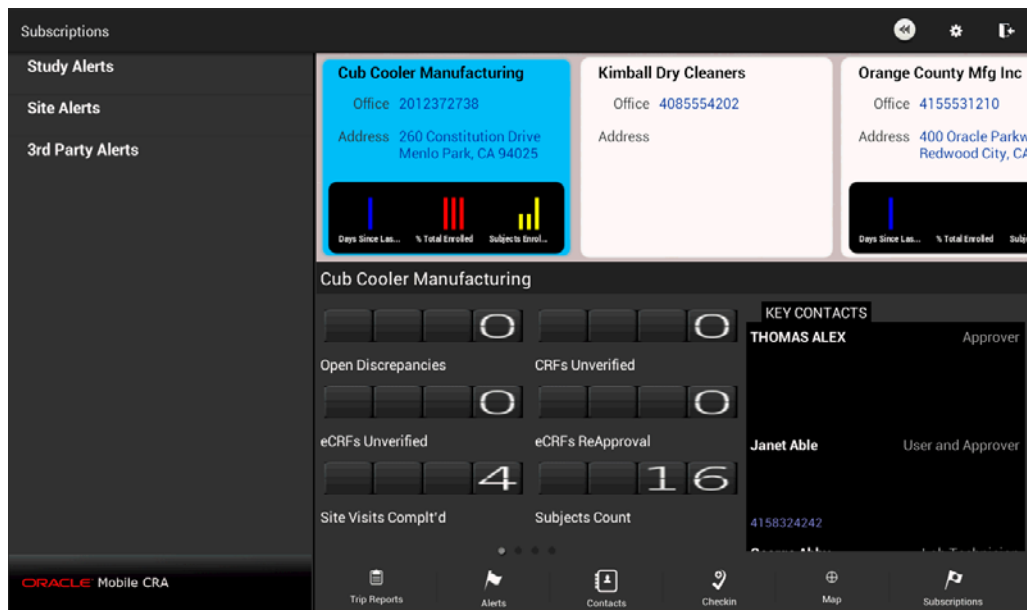 Subscriptions
Study Alerts
Site Alerts
3rd Party Alerts
Cub Cooler Manufacturing
Office 2012372738
Address 260 Constitution Drive
Menlo Park, CA 94025
Days Since Las... % Total Enrolled Subjects Enrol...
Kimball Dry Cleaners
Office 4085554202
Address
Orange County Mfg Inc
Office 4155531210
Address 400 Oracle Parkw
Redwood City, CA
Days Since Las... % Total Enrolled Subj
Cub Cooler Manufacturing
0 0
Open Discrepancies CRFs Unverified
0 0
eCRFs Unverified eCRFs ReApproval
4 16
Site Visits Complt'd Subjects Count
KEY CONTACTS
THOMAS ALEX Approver
Janet Able User and Approver
4158324242
ORACLE Mobile CRA
Trip Reports Alerts Contacts Checkin Map Subscriptions